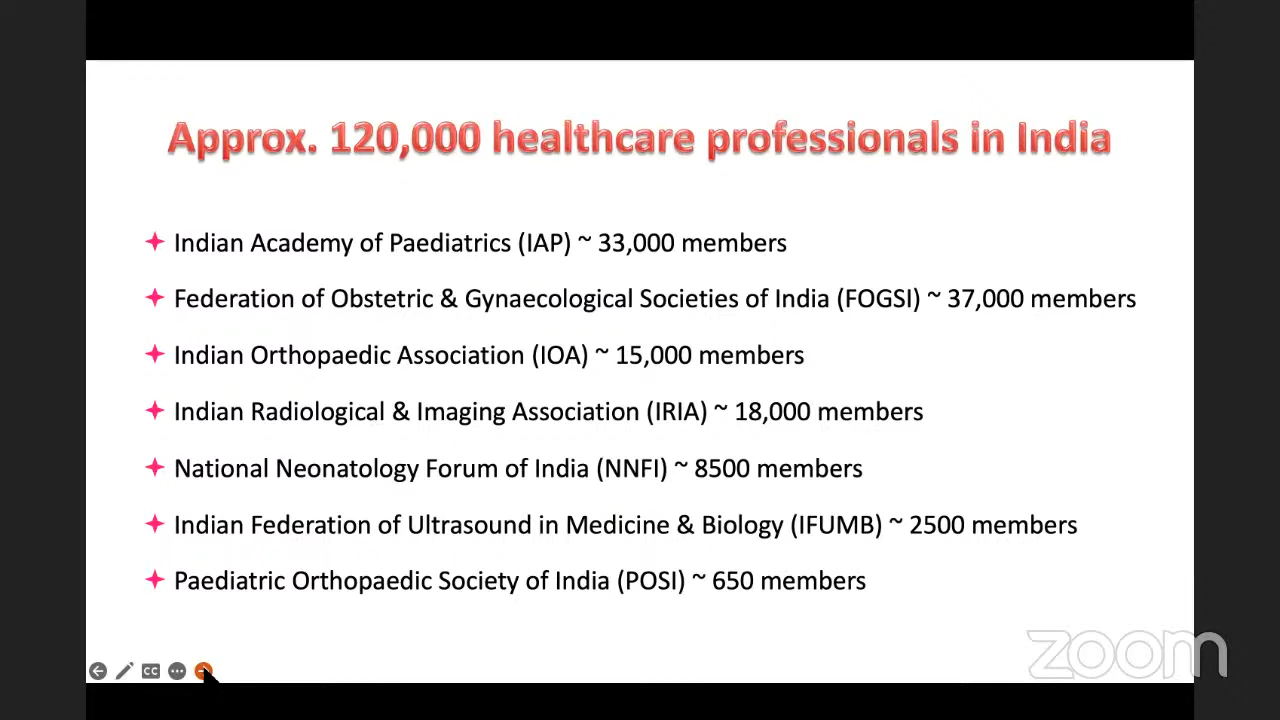 Approx. 120,000 healthcare professionals in India
Indian Academy of Paediatrics (IAP) ~ 33,000 members
Federation of Obstetric & Gynaecological Societies of India (FOGSI) ~ 37,000 members
Indian Orthopaedic Association (IOA) ~ 15,000 members
Indian Radiological & Imaging Association (IRIA) ~ 18,000 members
National Neonatology Forum of India (NNFI) ~ 8500 members
Indian Federation of Ultrasound in Medicine & Biology (IFUMB) ~ 2500 members
Paediatric Orthopaedic Society of India (POSI) ~ 650 members
CC
zoom